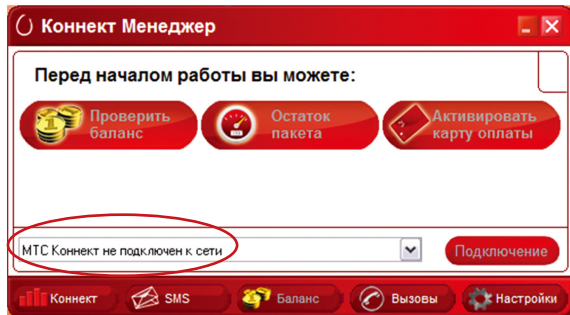 Коннект Менеджер
Перед началом работы вы можете:
Проверить
баланс
Остаток
пакета
Активировать
карту оплаты
МТС Коннект не подключен к сети
Подключение
Коннект
SMS
Баланс
Вызовы
Настройки